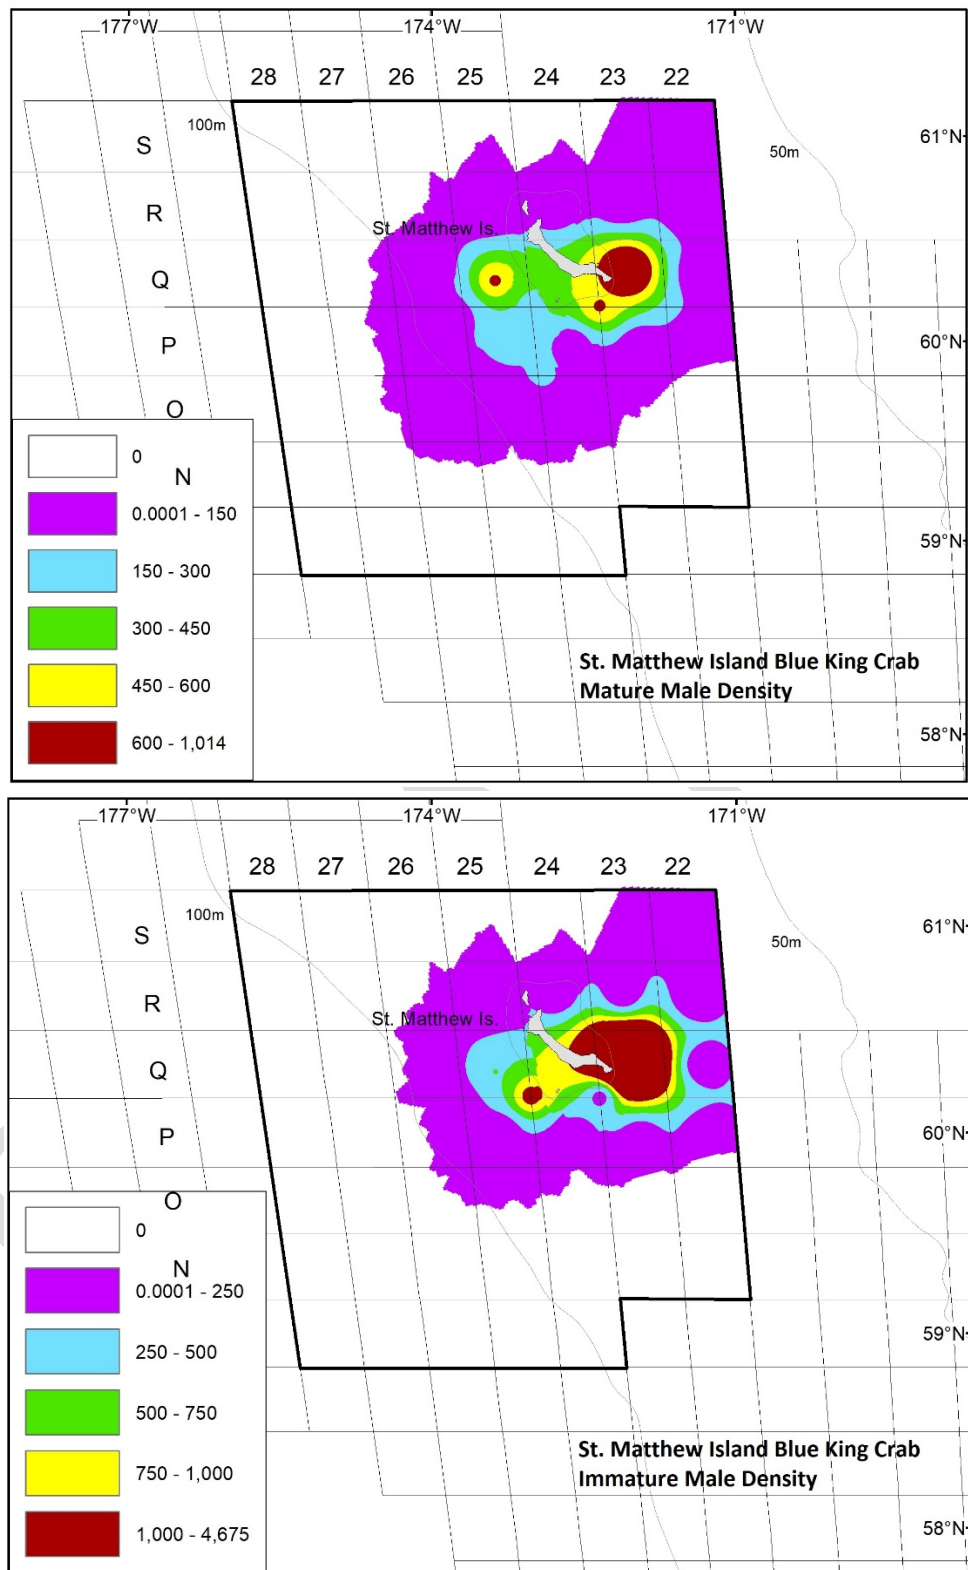 177°W 174°W 171°W
28 27 26 25 24 23 22
100m
S
61°N
50m
R
St. Matthew Is.
Q
P
60°N
O
0
N
0.0001 - 150
59°N
150 - 300
300 - 450
St. Matthew Island Blue King Crab
450 - 600
Mature Male Density
600 - 1,014
58°N
177°W 174°W 171°W
28 27 26 25 24 23 22
100m
S
61°N
50m
R
St. Matthew Is.
Q
P
60°N
O
0
N
0.0001 - 250
59°N
250 - 500
500 - 750
St. Matthew Island Blue King Crab
750 - 1,000
Immature Male Density
1,000 - 4,675
58°N